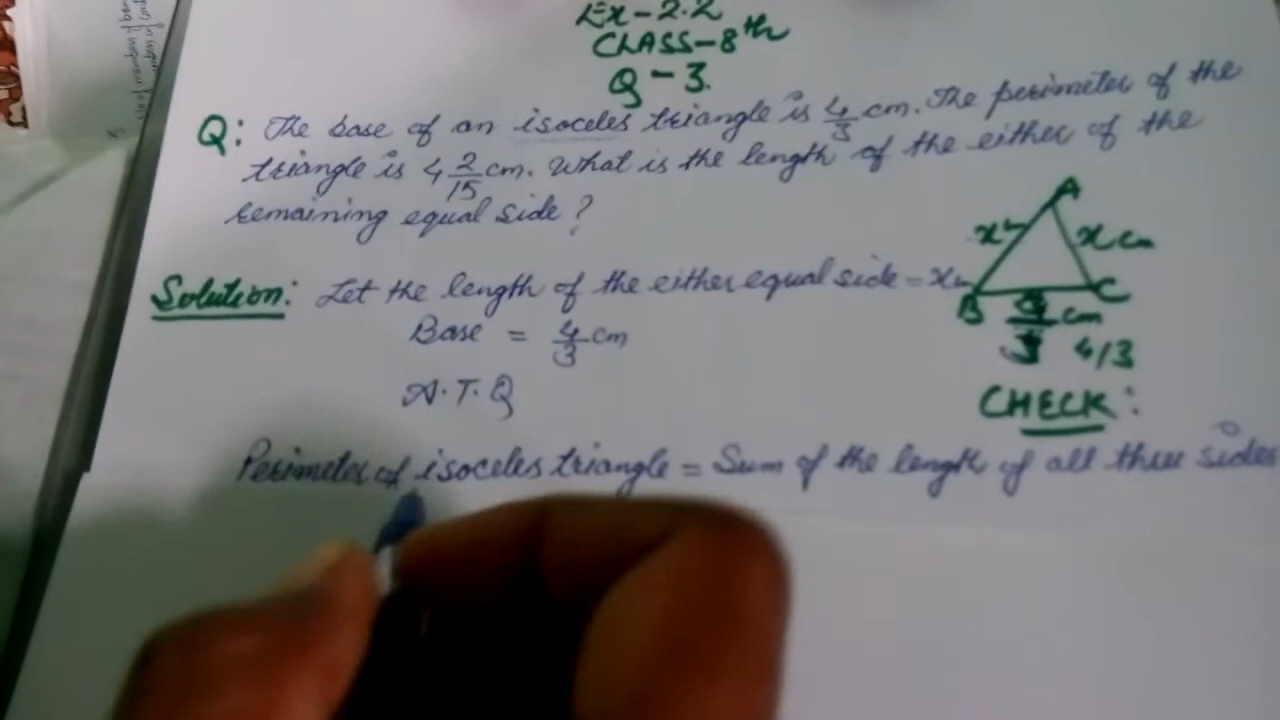 Ex-2.2
CLASS-8th
Q-3.
Q: The base of an isoceles triangle is 4/3 cm. The perimeter of the
triangle is 4 2/15 cm. What is the length of the either of the
remaining equal side?
A
x
x cm
B
C
cm
4/3
Solution: Let the length of the either equal side = x
Base = 4/3 cm
A.T.Q
CHECK:
Perimeter of isoceles triangle = Sum of the length of all three sides